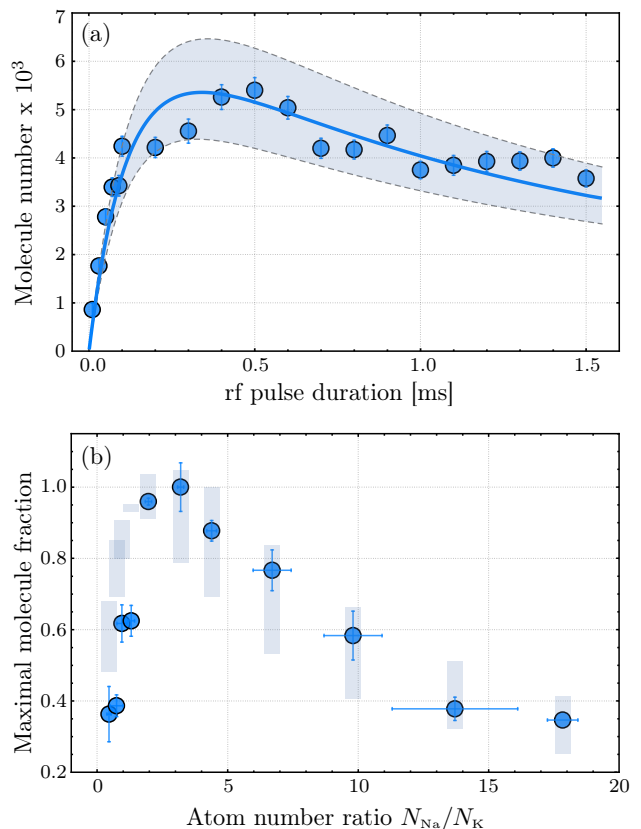 (a)
7
6
5
4
3
2
1
0
Molecule number x 10³
0.0 0.5 1.0 1.5
rf pulse duration [ms]
(b)
1.0
0.8
0.6
0.4
0.2
Maximal molecule fraction
0 5 10 15 20
Atom number ratio N_Na/N_K